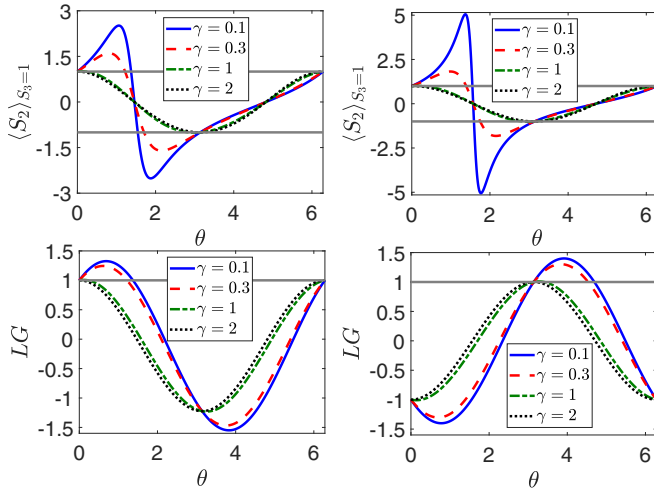 3
1.5
0
-1.5
-3
0 2 4 6
θ
⟨S₂⟩_{S₃=1}
γ = 0.1
γ = 0.3
γ = 1
γ = 2
5
2.5
0
-2.5
-5
0 2 4 6
θ
⟨S₂⟩_{S₃=1}
γ = 0.1
γ = 0.3
γ = 1
γ = 2
1.5
1
0.5
0
-0.5
-1
-1.5
0 2 4 6
θ
LG
γ = 0.1
γ = 0.3
γ = 1
γ = 2
1.5
1
0.5
0
-0.5
-1
-1.5
0 2 4 6
θ
LG
γ = 0.1
γ = 0.3
γ = 1
γ = 2